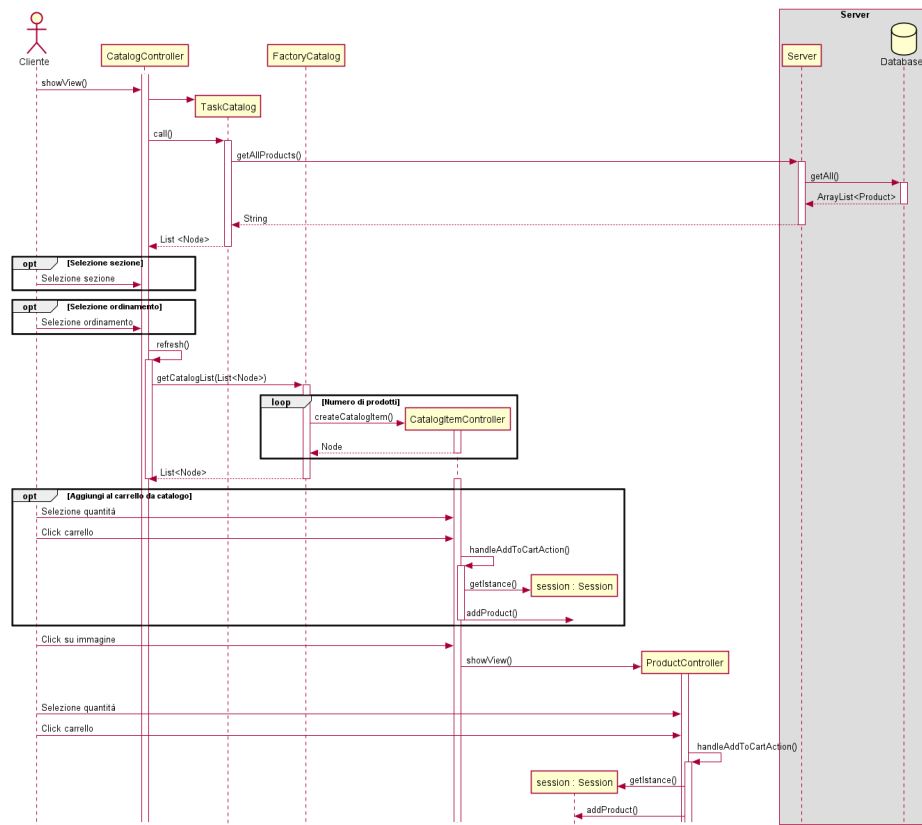 Server
Cliente
CatalogController
FactoryCatalog
Server
Database
showView()
TaskCatalog
call()
getAllProducts()
getAll()
ArrayList<Product>
String
List <Node>
opt [Selezione sezione]
Selezione sezione
opt [Selezione ordinamento]
Selezione ordinamento
refresh()
getCatalogList(List<Node>)
loop [Numero di prodotti]
createCatalogItem()
CatalogItemController
Node
List<Node>
opt [Aggiungi al carrello da catalogo]
Selezione quantitá
Click carrello
handleAddToCartAction()
getIstance()
session : Session
addProduct()
Click su immagine
showView()
ProductController
Selezione quantitá
Click carrello
handleAddToCartAction()
session : Session
getIstance()
addProduct()